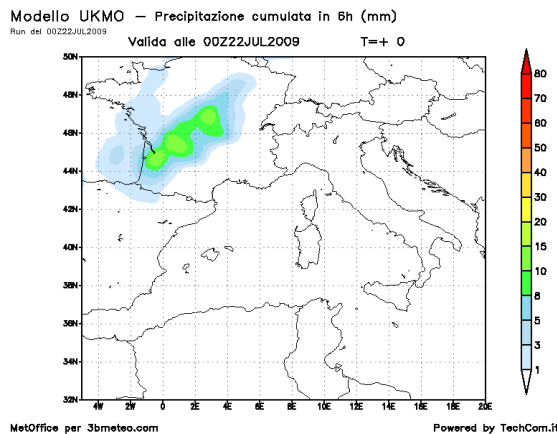 Modello UKMO — Precipitazione cumulata in 6h (mm)
Run del 00Z22JUL2009
Valida alle 00Z22JUL2009 T=+ 0
50N
48N
46N
44N
42N
40N
38N
36N
34N
32N
4W 2W 0 2E 4E 6E 8E 10E 12E 14E 16E 18E 20E
80
70
60
50
40
30
20
15
10
8
5
3
1
MetOffice per 3bmeteo.com Powered by TechCom.it